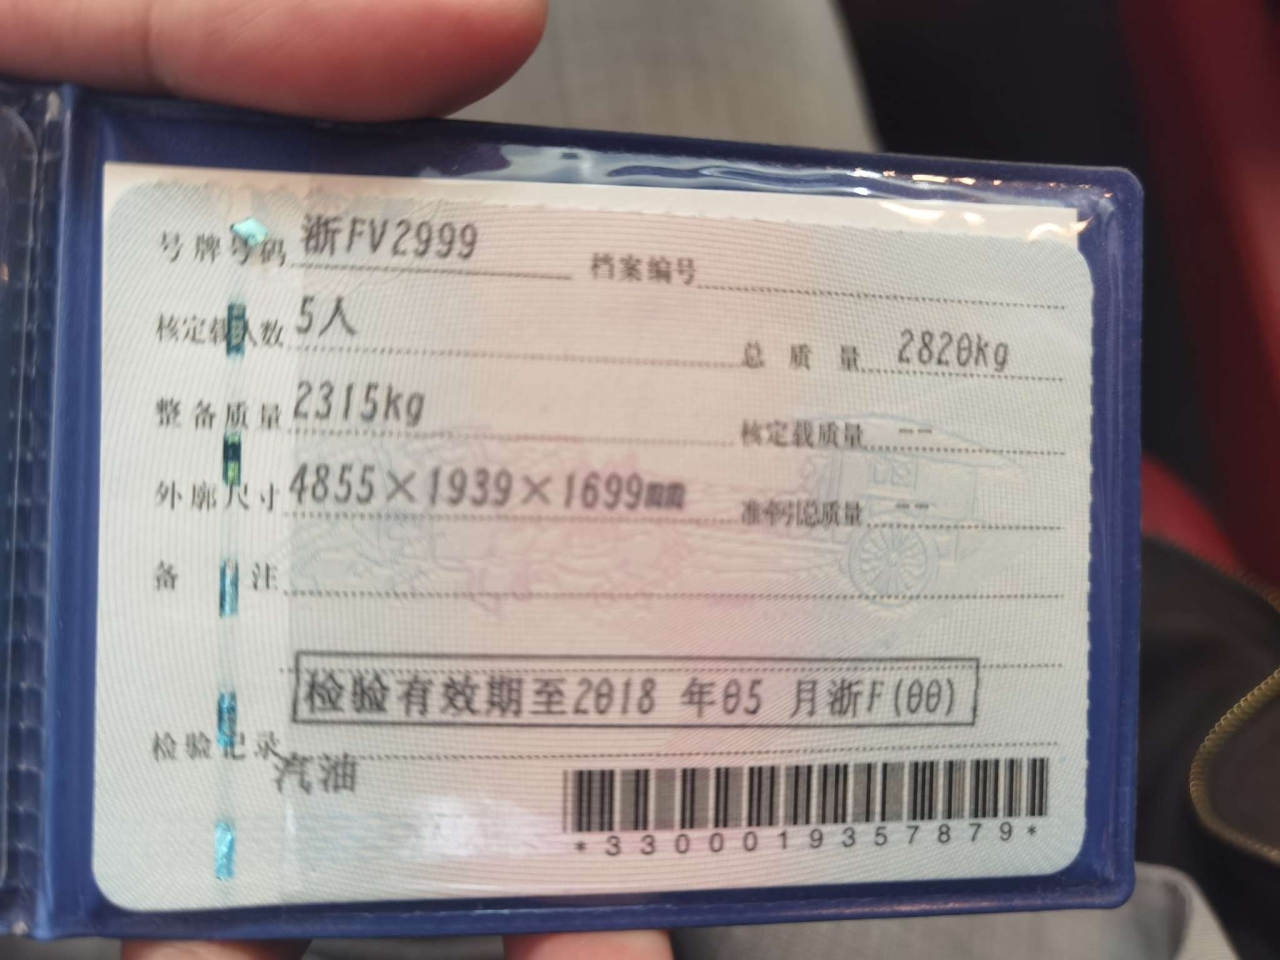 号牌号码 浙FV2999 档案编号
核定载人数 5人 总质量 2820kg
整备质量 2315kg 核定载质量 --
外廓尺寸 4855×1939×1699mm 准牵引总质量 --
备注
检验有效期至2018 年05 月浙F(00)
检验记录
汽油
*3300019357879*